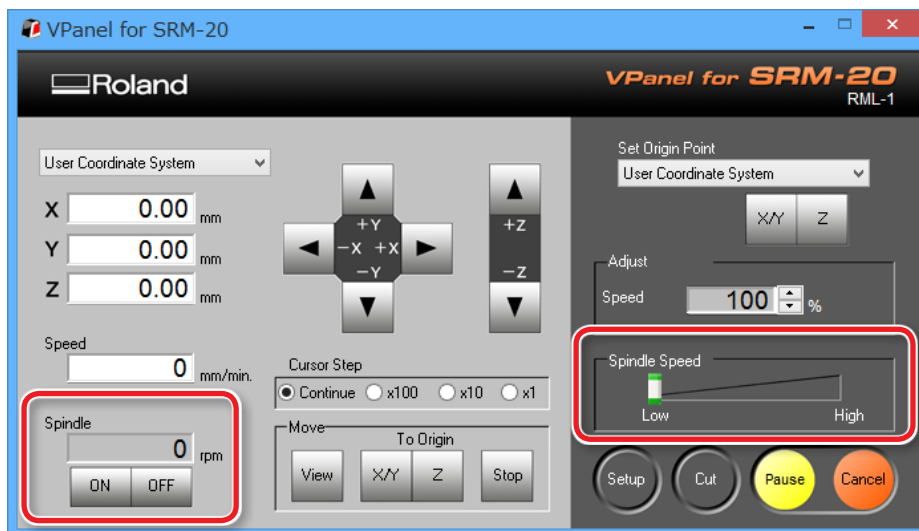 VPanel for SRM-20
Roland
VPanel for SRM-20
RML-1
User Coordinate System
X 0.00 mm
Y 0.00 mm
Z 0.00 mm
Speed
0 mm/min.
Spindle
0 rpm
ON OFF
+Y
-X +X
-Y
+Z
-Z
Cursor Step
Continue x100 x10 x1
Move
To Origin
View X/Y Z Stop
Set Origin Point
User Coordinate System
X/Y Z
Adjust
Speed 100 %
Spindle Speed
Low High
Setup Cut Pause Cancel